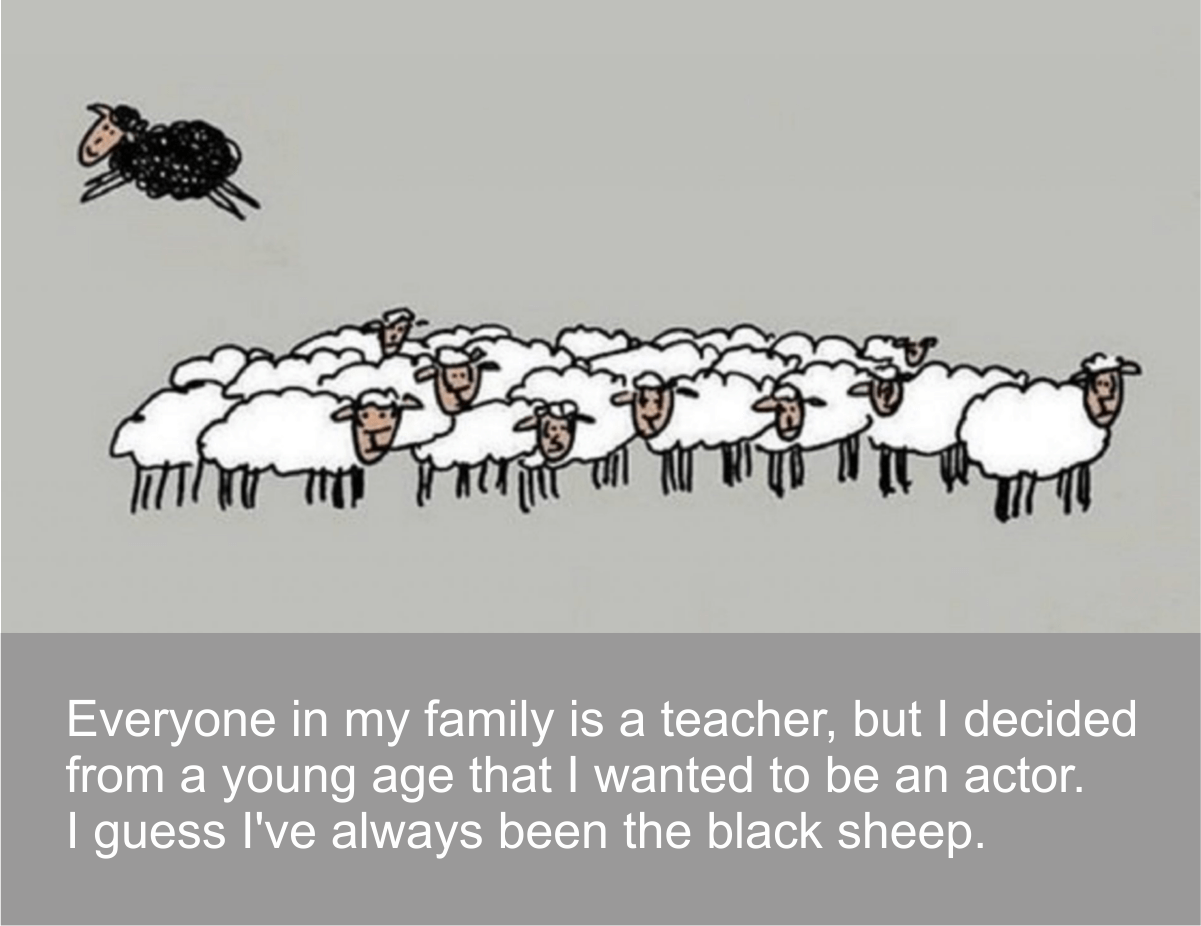 Everyone in my family is a teacher, but I decided
from a young age that I wanted to be an actor.
I guess I've always been the black sheep.